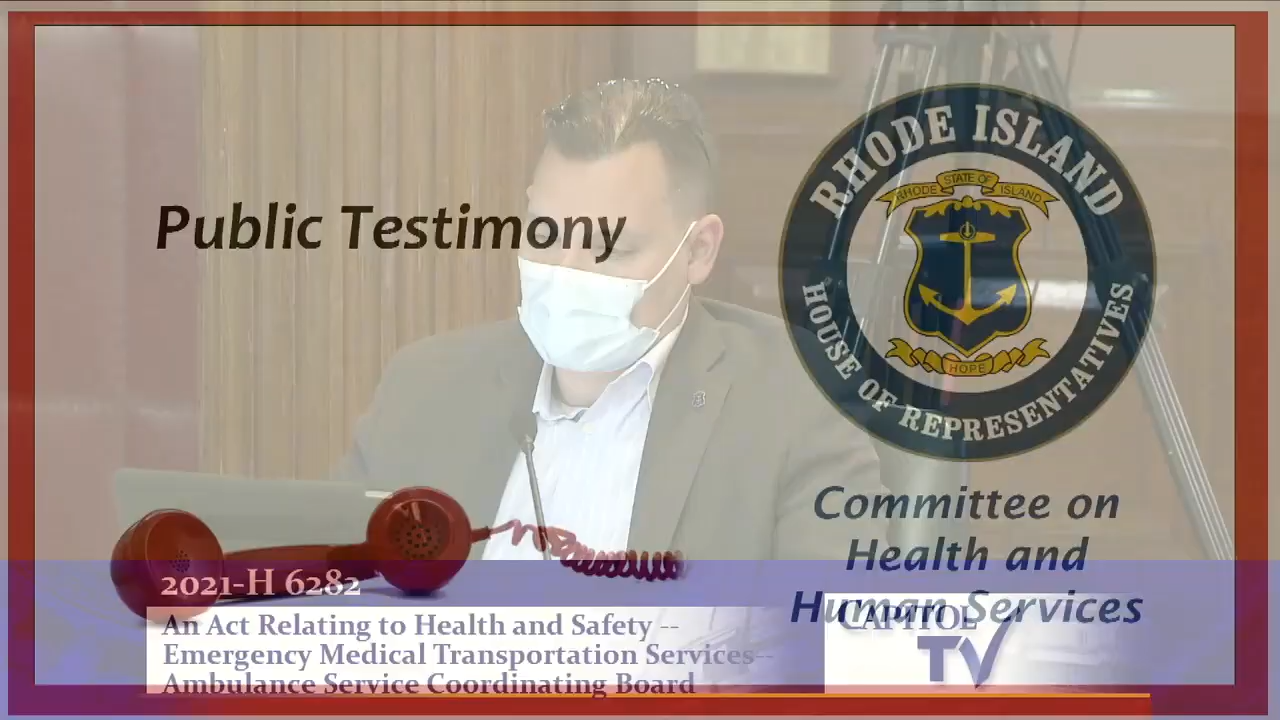 Public Testimony
RHODE ISLAND
STATE OF
RHODE ISLAND
HOPE
HOUSE OF REPRESENTATIVES
Committee on
Health and
Human Services
2021-H 6282
An Act Relating to Health and Safety --
Emergency Medical Transportation Services--
Ambulance Service Coordinating Board
CAPITOL
TV